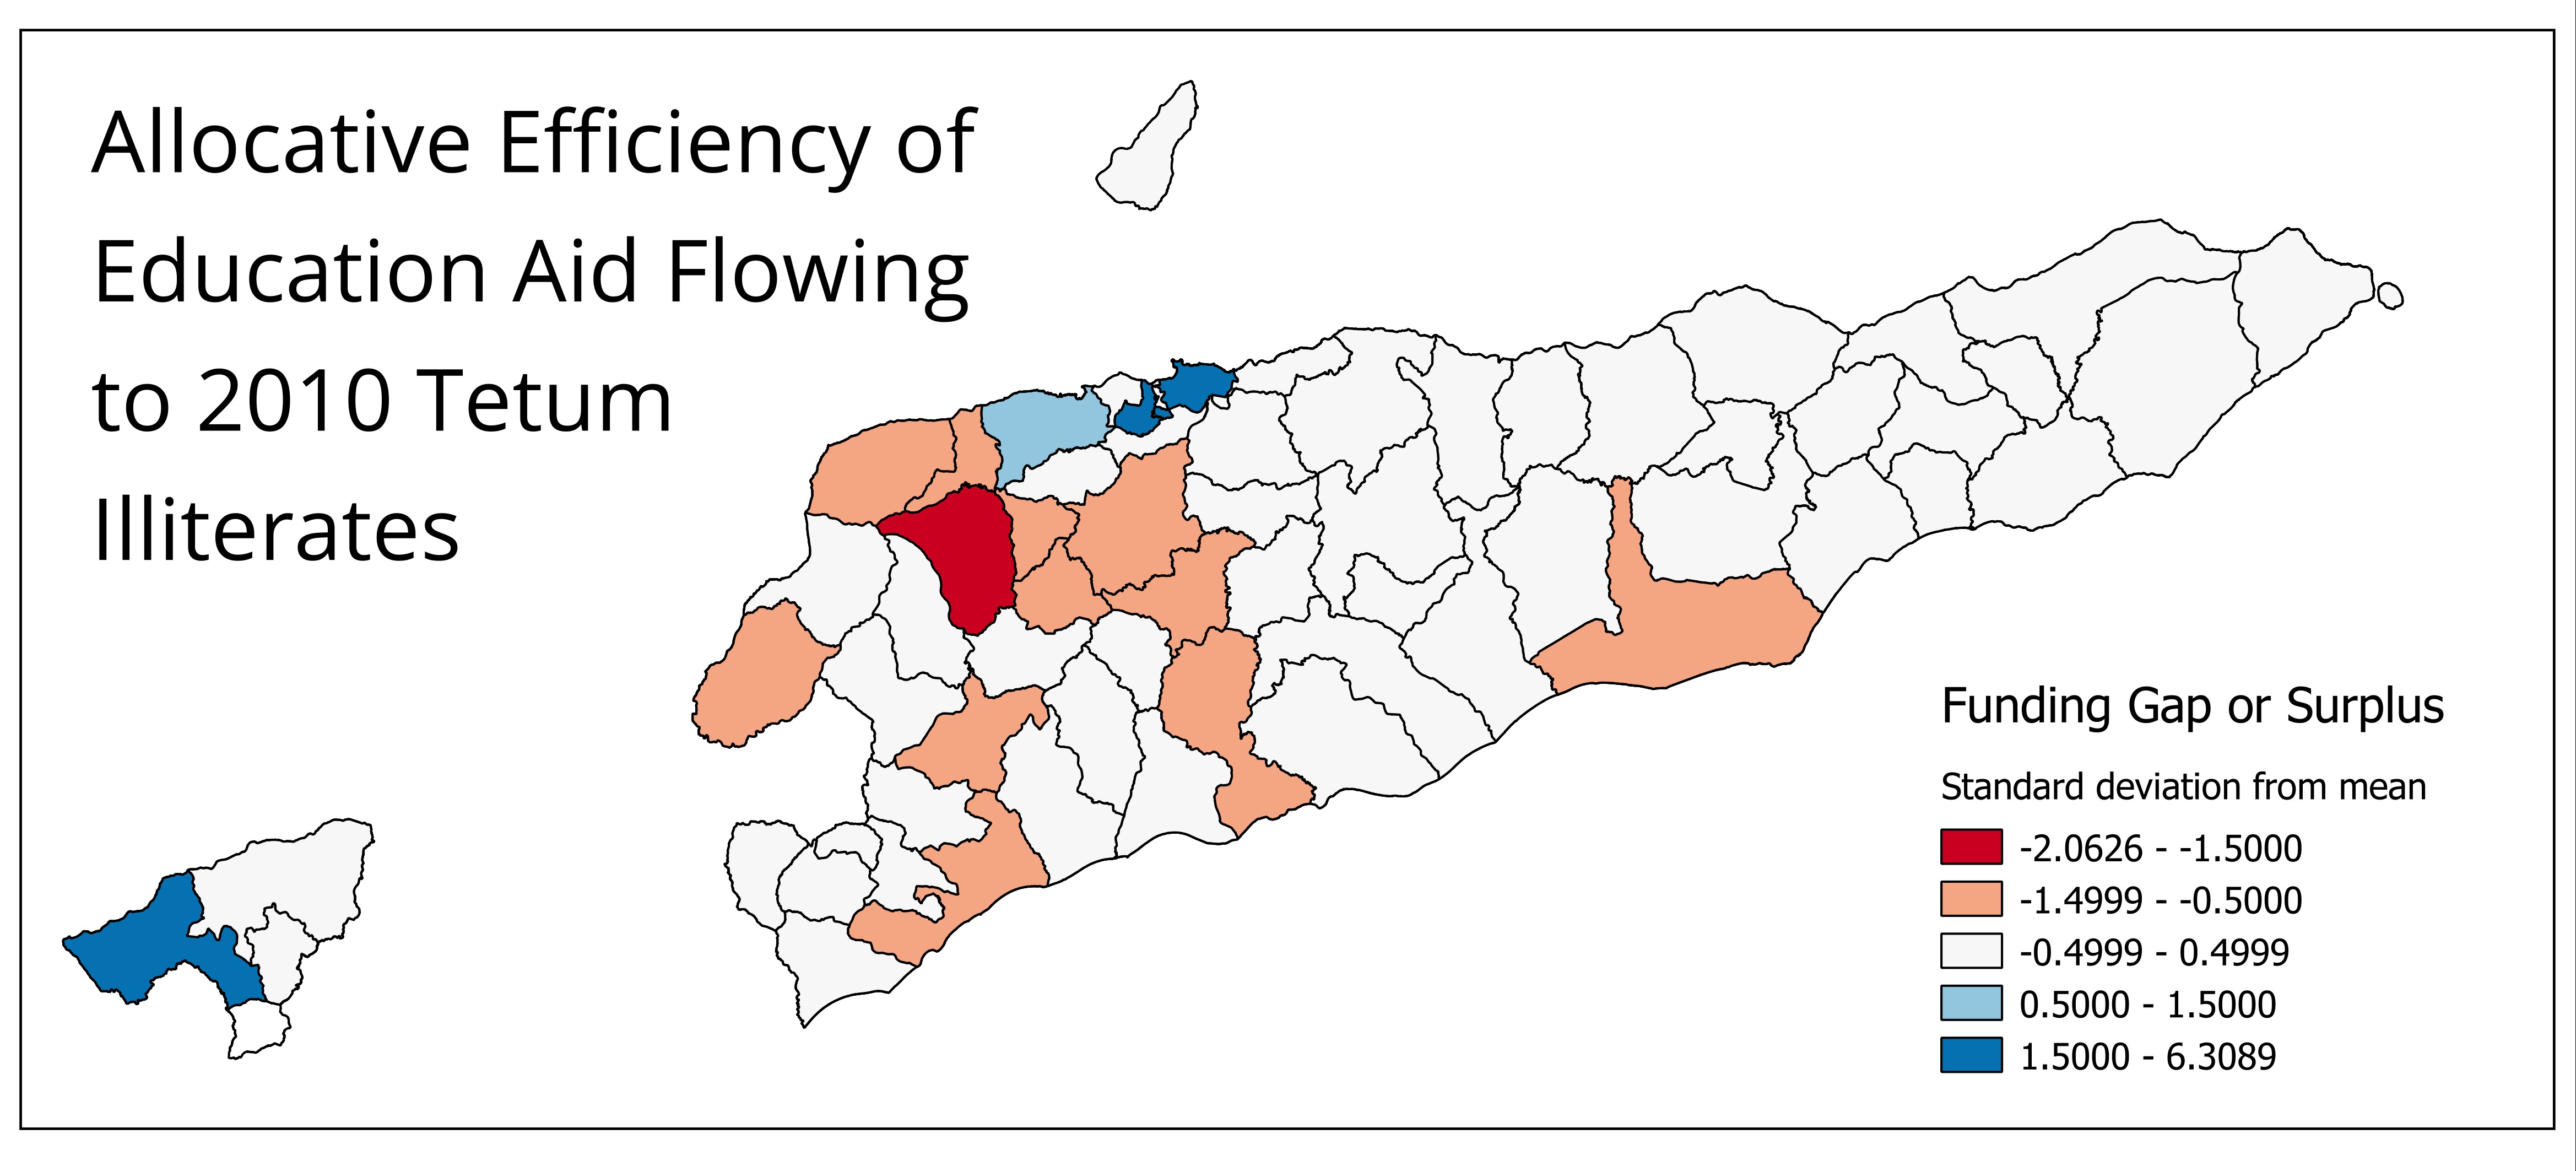 Allocative Efficiency of
Education Aid Flowing
to 2010 Tetum
Illiterates
Funding Gap or Surplus
Standard deviation from mean
-2.0626 - -1.5000
-1.4999 - -0.5000
-0.4999 - 0.4999
0.5000 - 1.5000
1.5000 - 6.3089